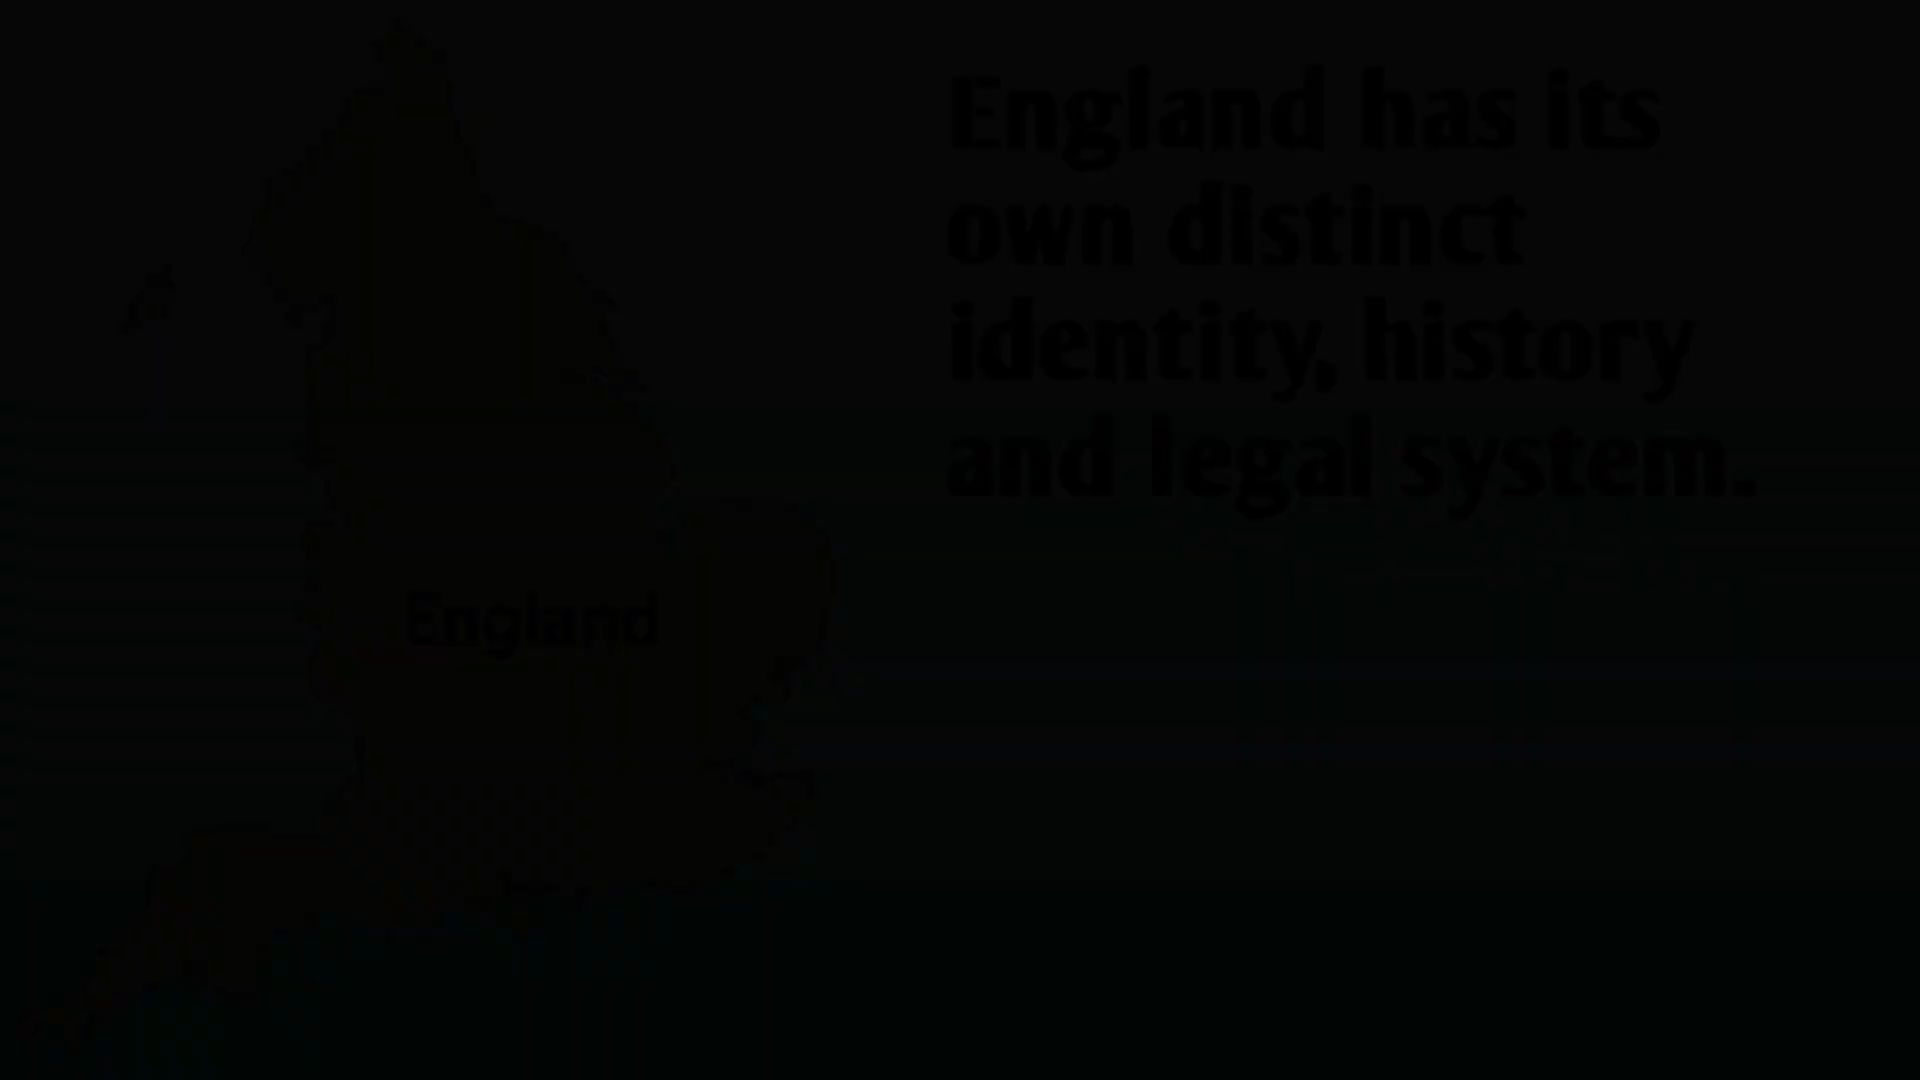 England has its
own distinct
identity, history
and legal system.
England